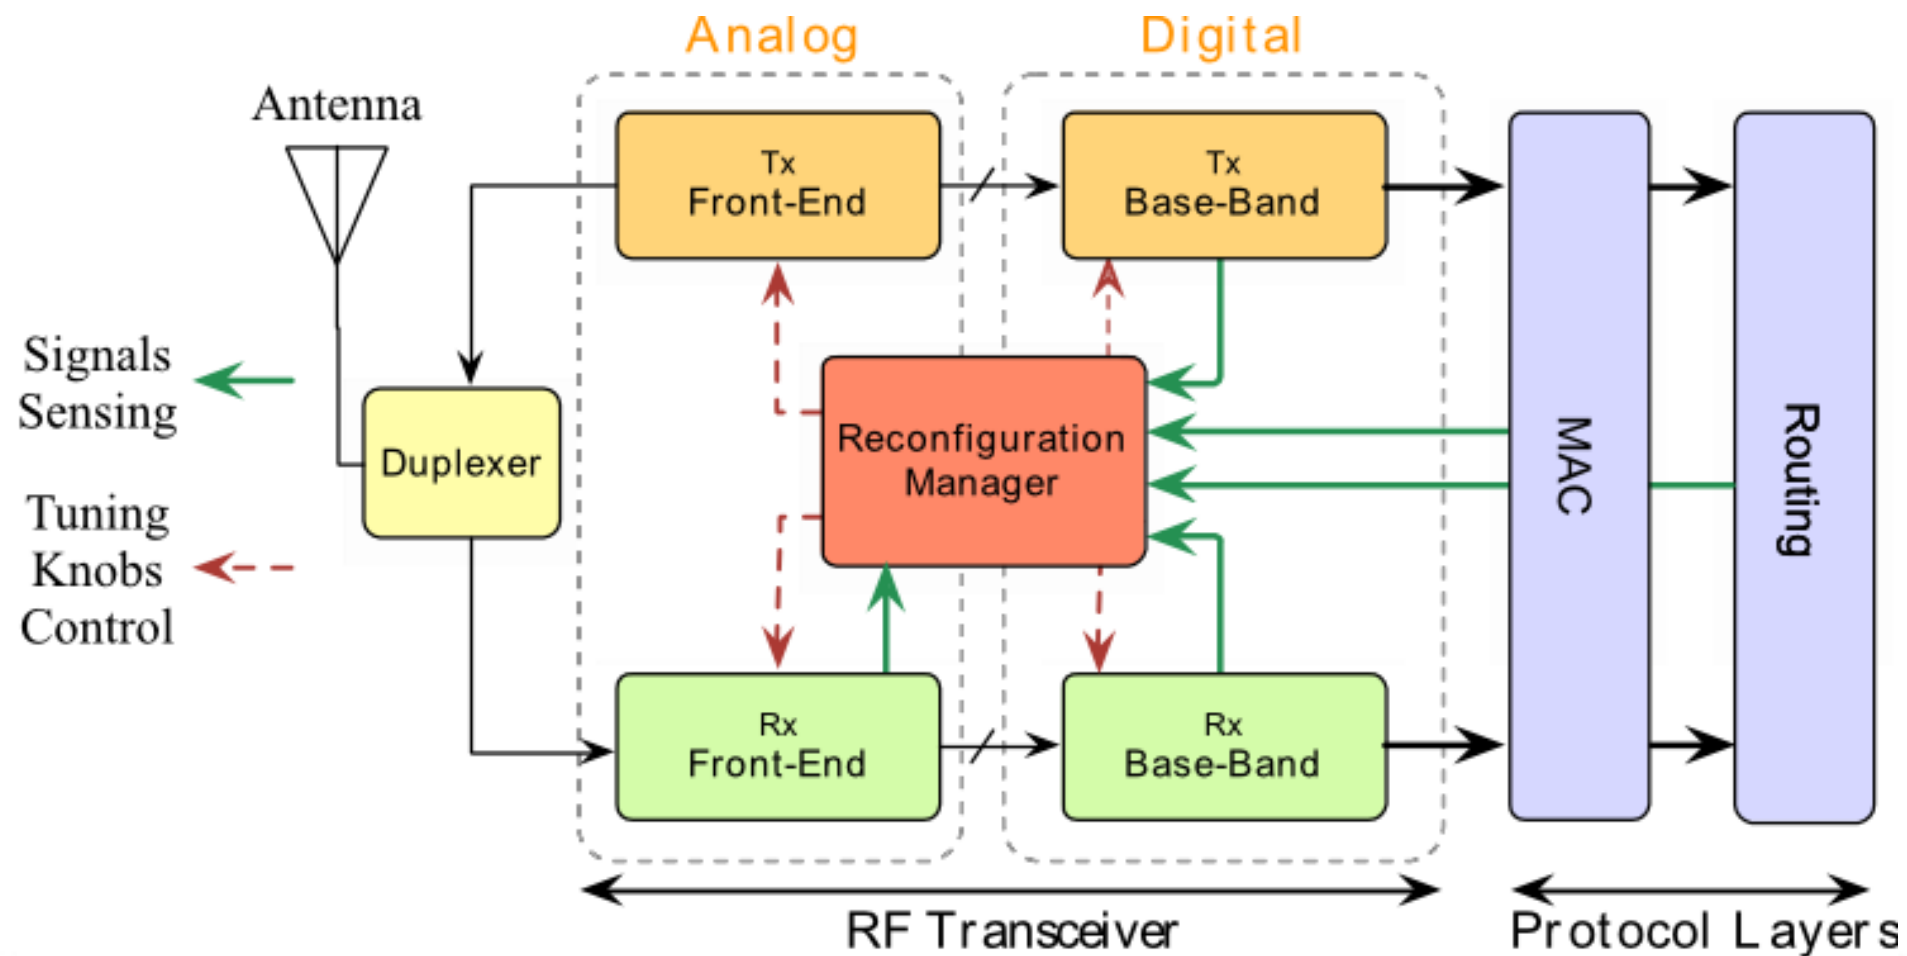 Analog
Digital
Antenna
Tx
Front-End
Tx
Base-Band
Signals
Sensing
Duplexer
Reconfiguration
Manager
MAC
Routing
Tuning
Knobs
Control
Rx
Front-End
Rx
Base-Band
RF Transceiver
Protocol Layers